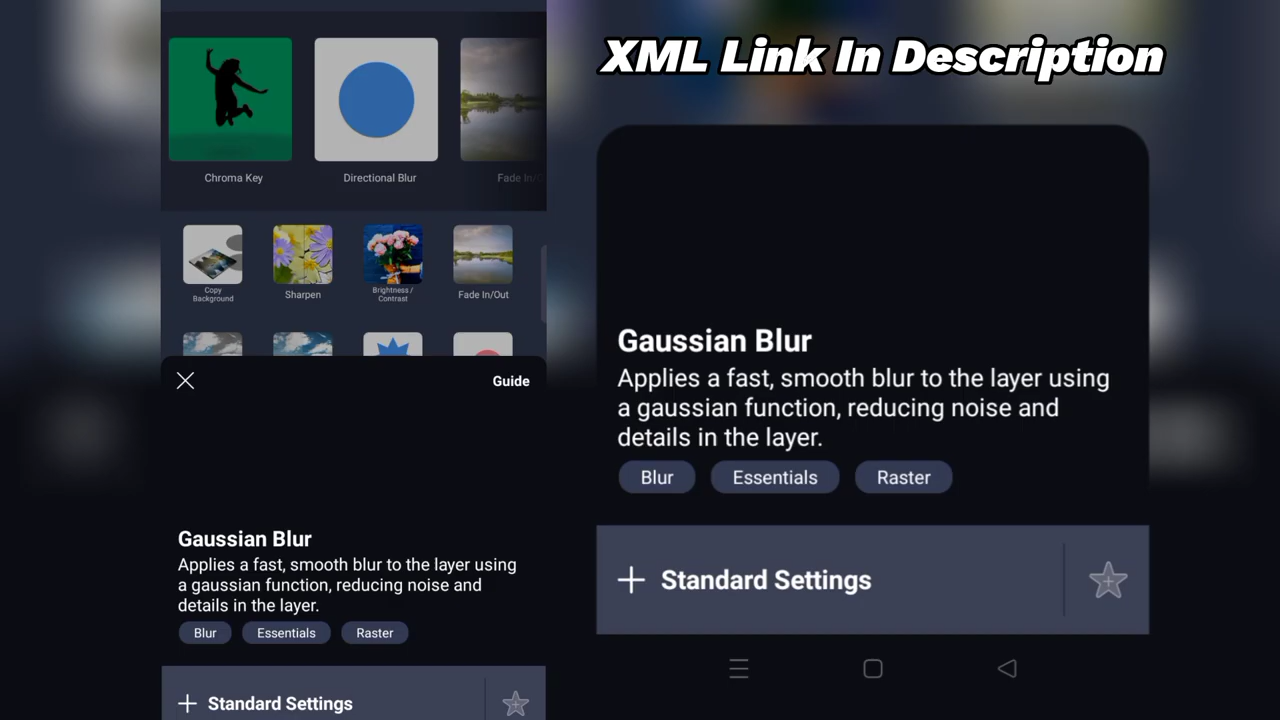 XML Link In Description
Chroma Key
Directional Blur
Fade In/O
Copy
Background
Sharpen
Brightness /
Contrast
Fade In/Out
Guide
Gaussian Blur
Applies a fast, smooth blur to the layer using
a gaussian function, reducing noise and
details in the layer.
Blur
Essentials
Raster
+ Standard Settings
Gaussian Blur
Applies a fast, smooth blur to the layer using
a gaussian function, reducing noise and
details in the layer.
Blur
Essentials
Raster
+ Standard Settings